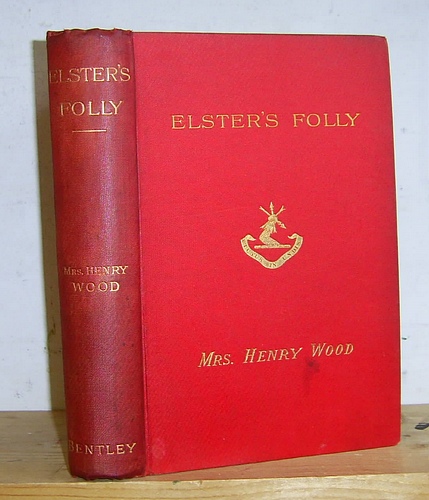 ELSTER'S
FOLLY
MRS. HENRY
WOOD
BENTLEY
ELSTER'S FOLLY
MRS. HENRY WOOD